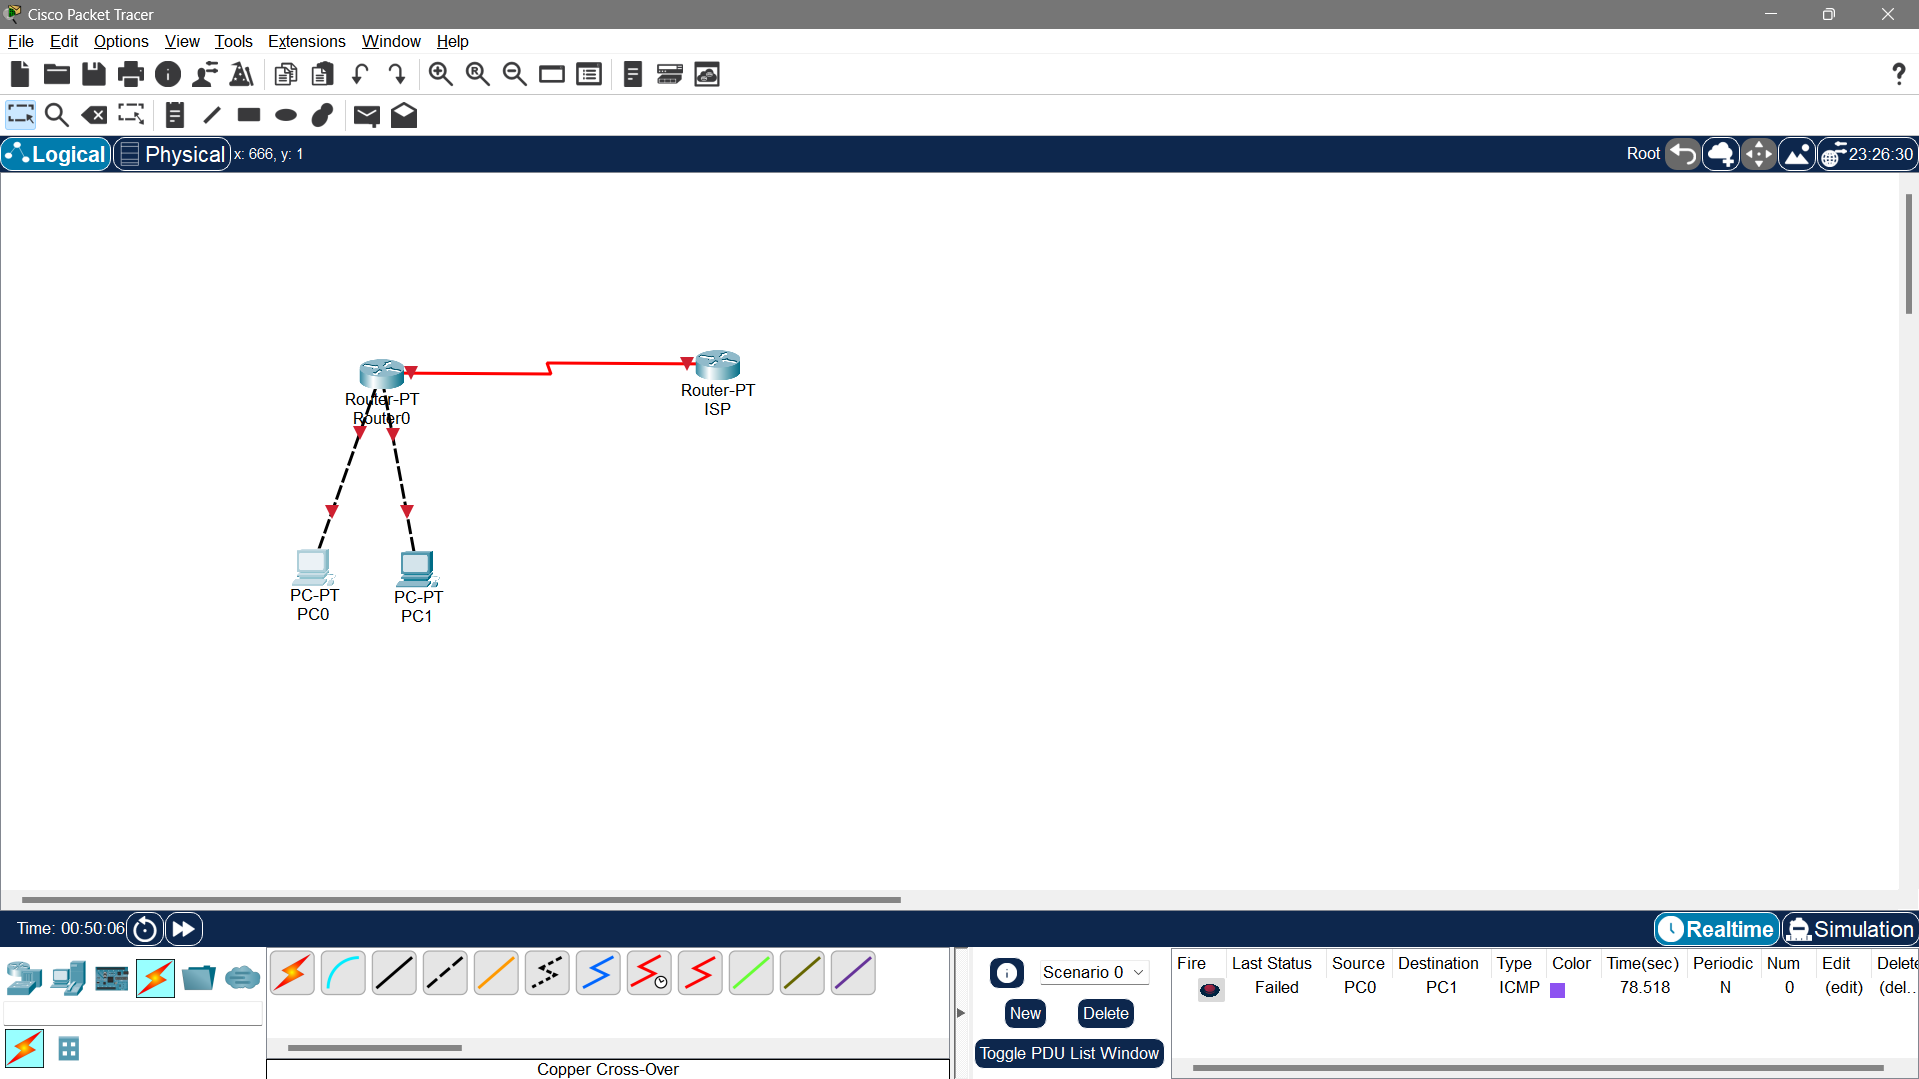 Cisco Packet Tracer
File Edit Options View Tools Extensions Window Help
Logical Physical x: 666, y: 1 Root 23:26:30
Router-PT
Router0
Router-PT
ISP
PC-PT
PC0
PC-PT
PC1
Time: 00:50:06 Realtime Simulation
Scenario 0
New Delete
Toggle PDU List Window
Copper Cross-Over
Fire Last Status Source Destination Type Color Time(sec) Periodic Num Edit Delete
Failed PC0 PC1 ICMP 78.518 N 0 (edit) (del...